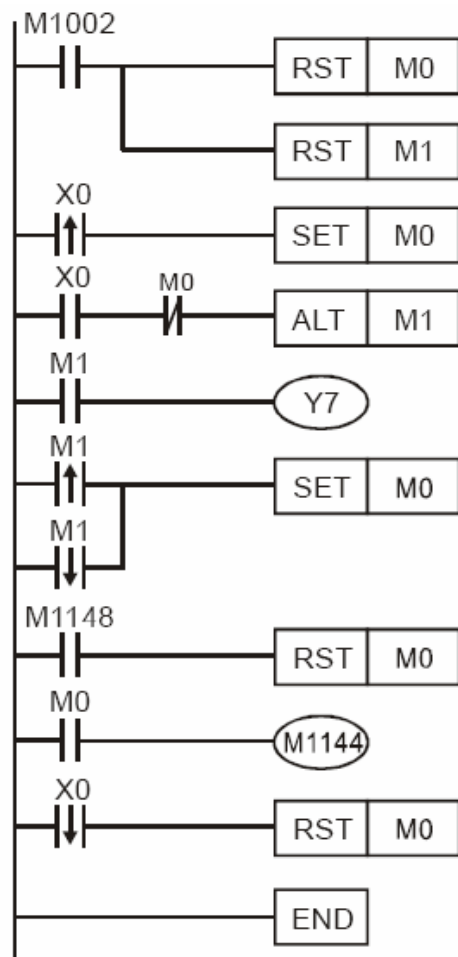 M1002
RST M0
RST M1
X0
SET M0
X0 M0
ALT M1
M1
Y7
M1
SET M0
M1
M1148
RST M0
M0
M1144
X0
RST M0
END